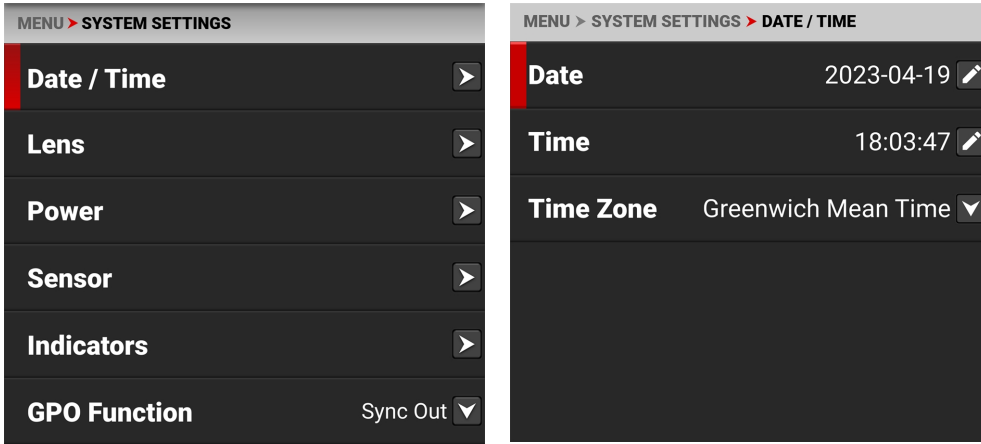 MENU > SYSTEM SETTINGS
Date / Time
Lens
Power
Sensor
Indicators
GPO Function Sync Out
MENU > SYSTEM SETTINGS > DATE / TIME
Date 2023-04-19
Time 18:03:47
Time Zone Greenwich Mean Time